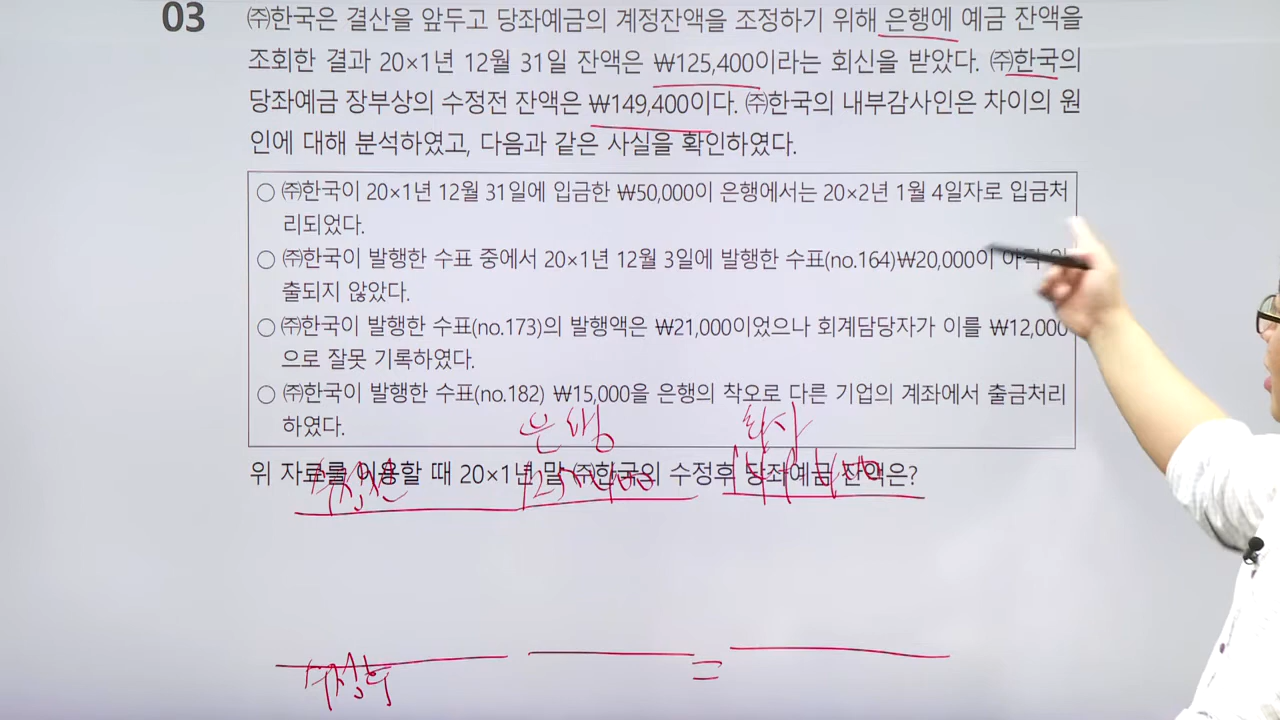 03 ㈜한국은 결산을 앞두고 당좌예금의 계정잔액을 조정하기 위해 은행에 예금 잔액을
조회한 결과 20×1년 12월 31일 잔액은 ₩125,400이라는 회신을 받았다. ㈜한국의
당좌예금 장부상의 수정전 잔액은 ₩149,400이다. ㈜한국의 내부감사인은 차이의 원
인에 대해 분석하였고, 다음과 같은 사실을 확인하였다.
○ ㈜한국이 20×1년 12월 31일에 입금한 ₩50,000이 은행에서는 20×2년 1월 4일자로 입금처
리되었다.
○ ㈜한국이 발행한 수표 중에서 20×1년 12월 3일에 발행한 수표(no.164)₩20,000이 아직
출되지 않았다.
○ ㈜한국이 발행한 수표(no.173)의 발행액은 ₩21,000이었으나 회계담당자가 이를 ₩12,000
으로 잘못 기록하였다.
○ ㈜한국이 발행한 수표(no.182) ₩15,000을 은행의 착오로 다른 기업의 계좌에서 출금처리
하였다.
은행 회사
위 자료를 이용할 때 20×1년 말 ㈜한국의 수정후 당좌예금 잔액은?
수정전 125,400 149,400
수정후 =